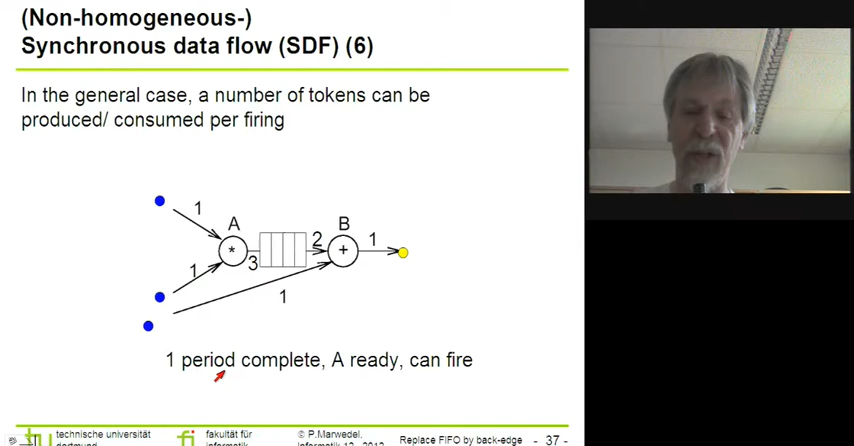 (Non-homogeneous-)
Synchronous data flow (SDF) (6)
In the general case, a number of tokens can be
produced/ consumed per firing
1
A
B
*
3
2
+
1
1
1
1 period complete, A ready, can fire
technische universität
dortmund
fi
fakultät für
informatik
© P.Marwedel,
informatik 12, 2012
Replace FIFO by back-edge
- 37 -